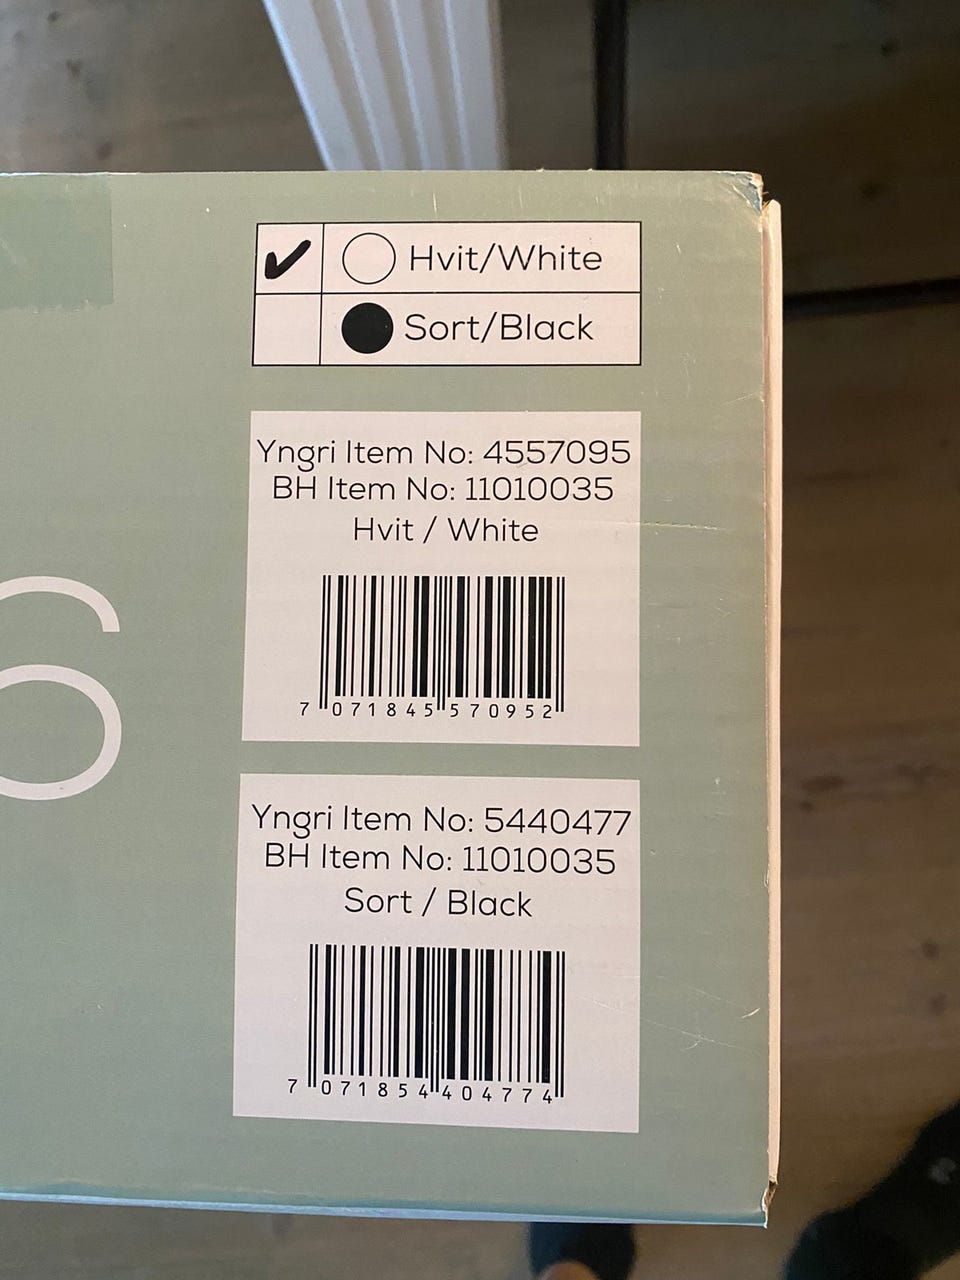 ✔ Hvit/White
Sort/Black
Yngri Item No: 4557095
BH Item No: 11010035
Hvit / White
7 071845 570952
6
Yngri Item No: 5440477
BH Item No: 11010035
Sort / Black
7 071854 404774